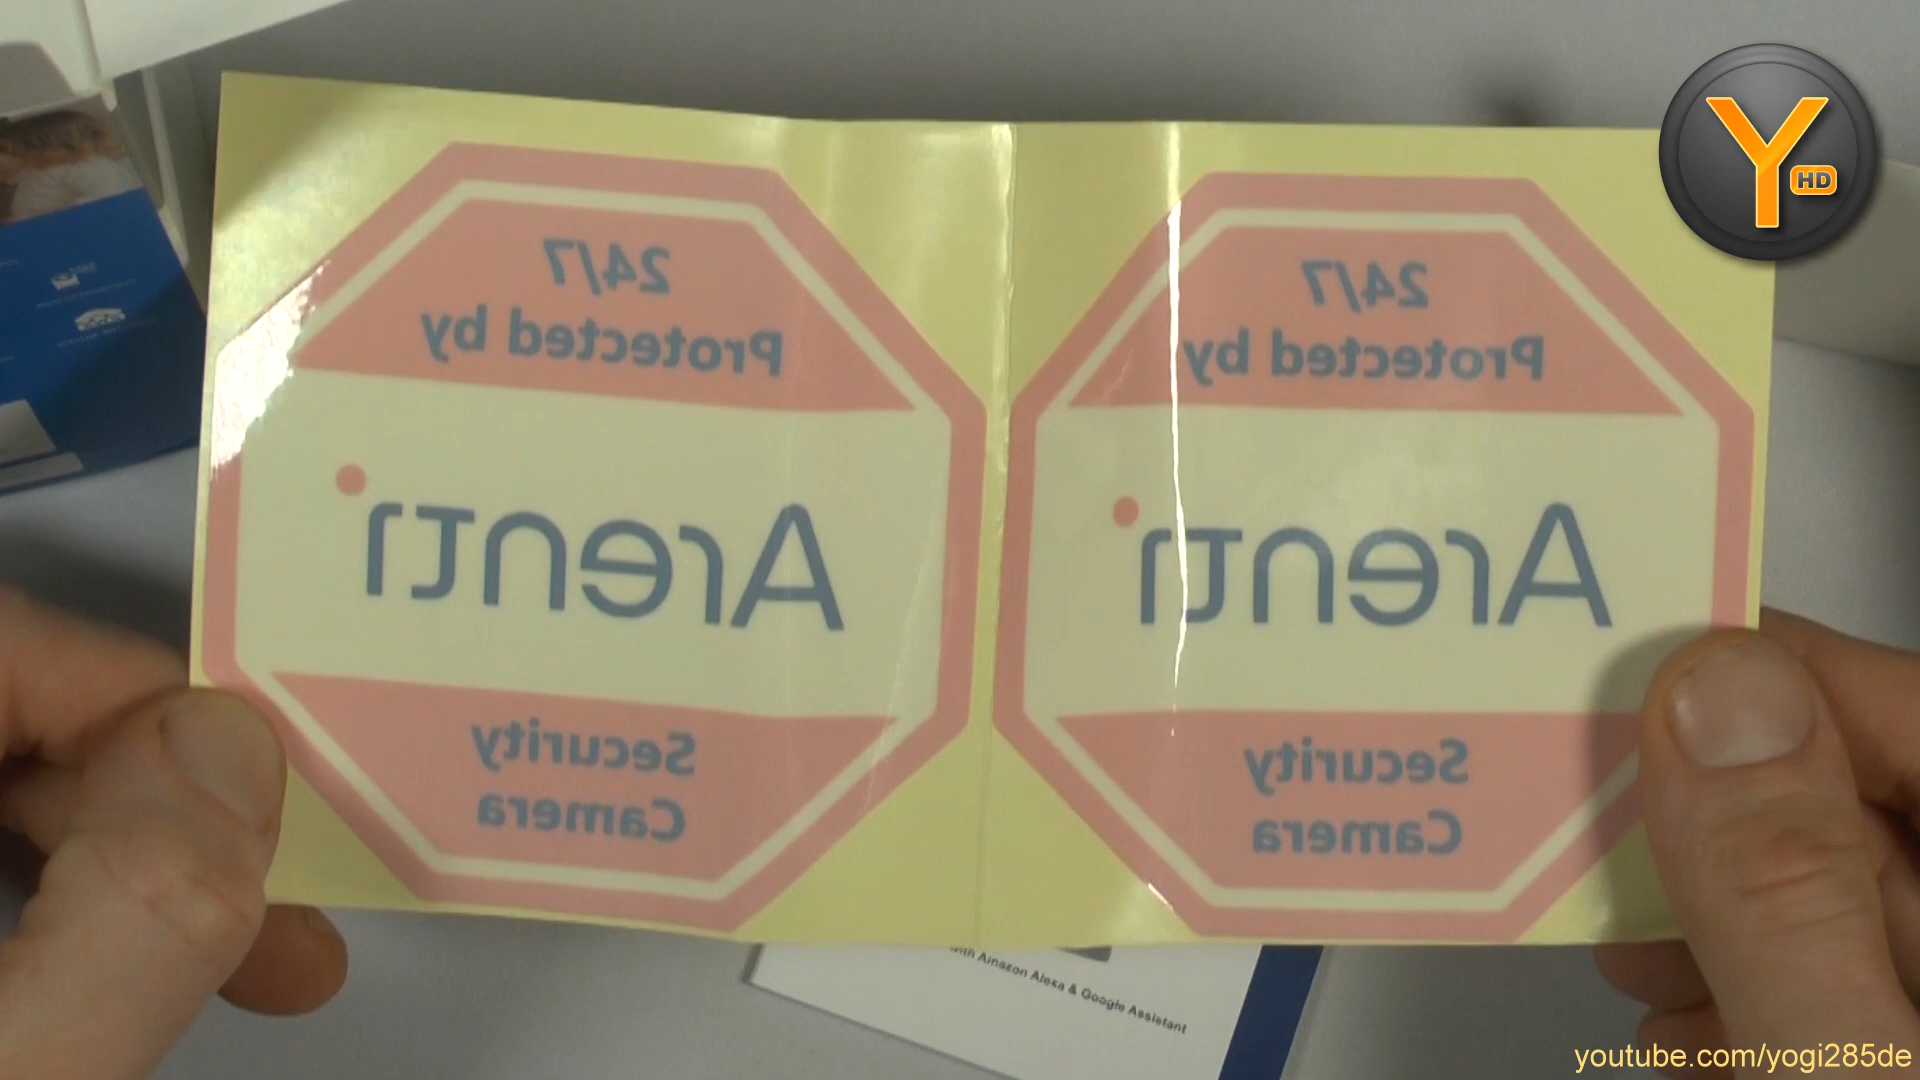 Y HD
24/7
Protected by
Arenti
Security
Camera
24/7
Protected by
Arenti
Security
Camera
with Amazon Alexa & Google Assistant
youtube.com/yogi285de